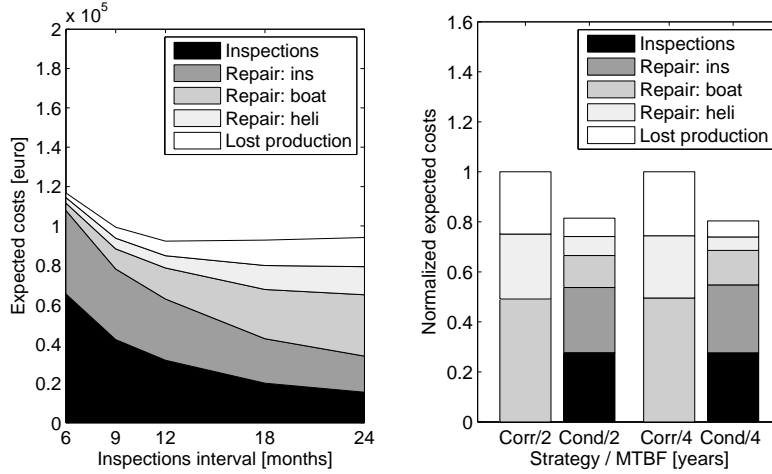 × 10^5
2
1.8
1.6
1.4
1.2
1
0.8
0.6
0.4
0.2
0
Expected costs [euro]
Inspections
Repair: ins
Repair: boat
Repair: heli
Lost production
6 9 12 18 24
Inspections interval [months]
1.6
1.4
1.2
1
0.8
0.6
0.4
0.2
0
Normalized expected costs
Inspections
Repair: ins
Repair: boat
Repair: heli
Lost production
Corr/2 Cond/2 Corr/4 Cond/4
Strategy / MTBF [years]